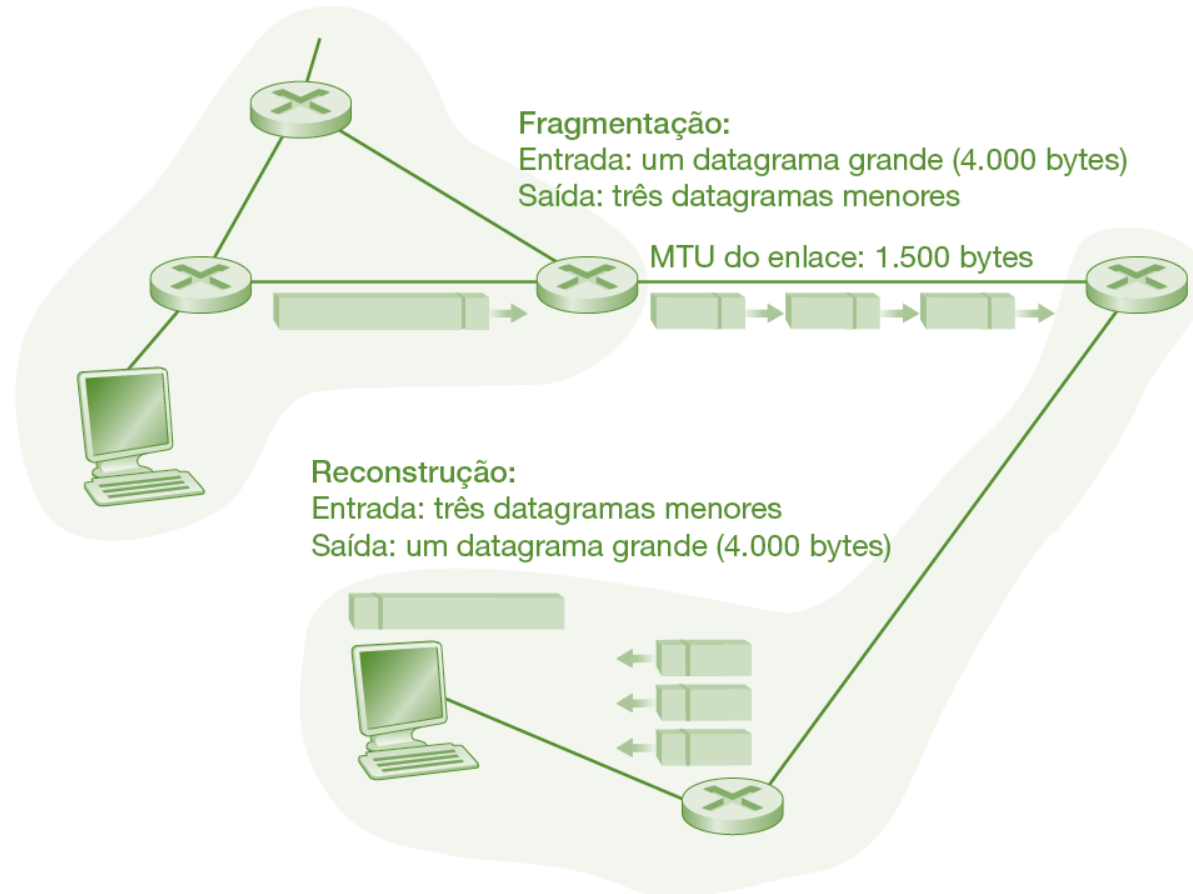 Fragmentação:
Entrada: um datagrama grande (4.000 bytes)
Saída: três datagramas menores
MTU do enlace: 1.500 bytes
Reconstrução:
Entrada: três datagramas menores
Saída: um datagrama grande (4.000 bytes)